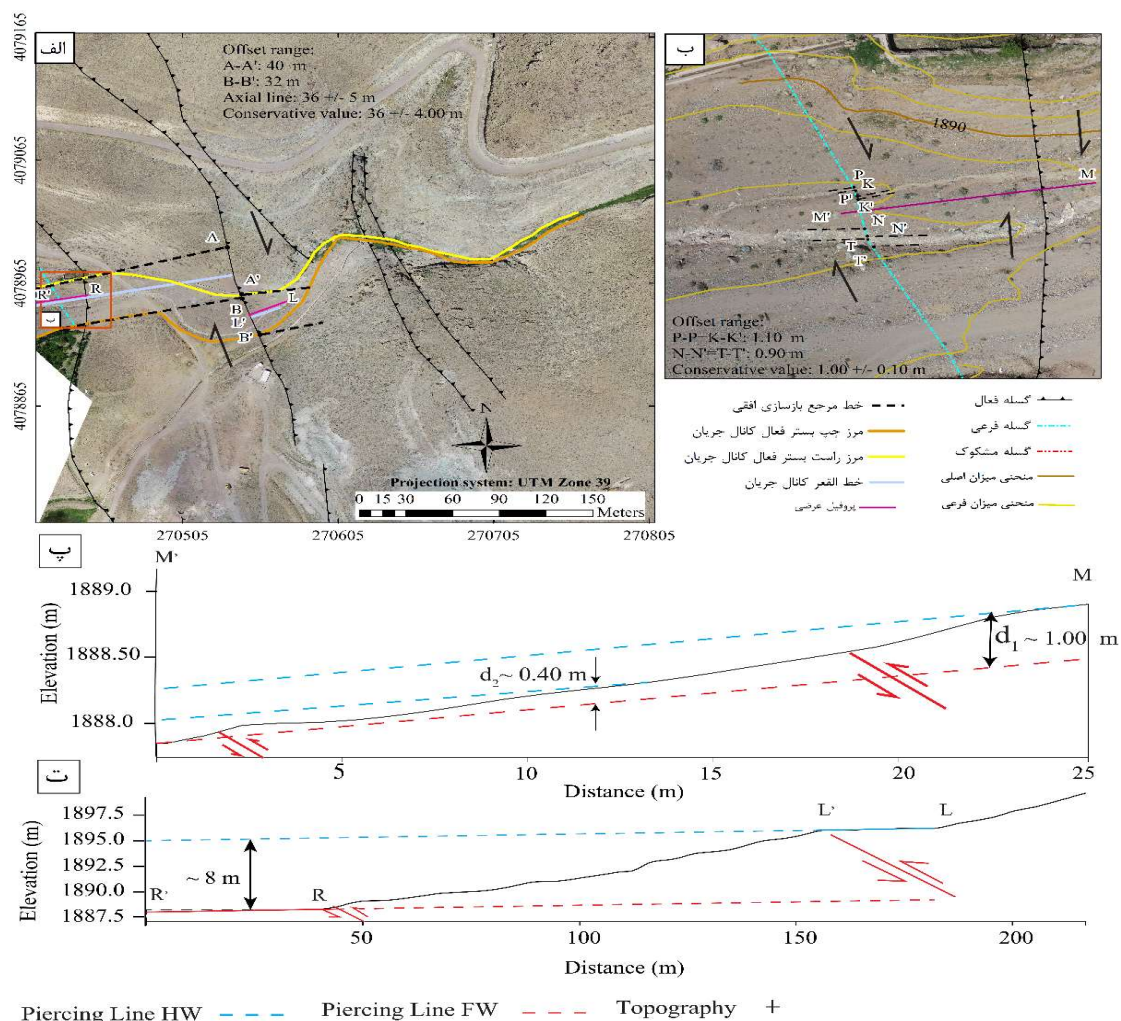 الف
Offset range:
A-A': 40 m
B-B': 32 m
Axial line: 36 +/- 5 m
Conservative value: 36 +/- 4.00 m
4079165
4079065
4078965
4078865
A
A'
B
L
L'
B'
R
R'
ب
N
Projection system: UTM Zone 39
0 15 30 60 90 120 150
Meters
270505 270605 270705 270805
ب
1890
M
P
K
P'
K'
M'
N
N'
T
T'
Offset range:
P-P'=K-K': 1.10 m
N-N'=T-T': 0.90 m
Conservative value: 1.00 +/- 0.10 m
خط مرجع بازسازی افقی
مرز چپ بستر فعال کانال جریان
مرز راست بستر فعال کانال جریان
خط القعر کانال جریان
پروفیل عرضی
گسله فعال
گسله فرعی
گسله مشکوک
منحنی میزان اصلی
منحنی میزان فرعی
پ
M'
M
Elevation (m)
1889.0
1888.50
1888.0
d2~ 0.40 m
d1 ~ 1.00 m
5 10 15 20 25
Distance (m)
ت
Elevation (m)
1897.5
1895.0
1892.5
1890.0
1887.5
~ 8 m
R'
R
L'
L
50 100 150 200
Distance (m)
Piercing Line HW
Piercing Line FW
Topography +